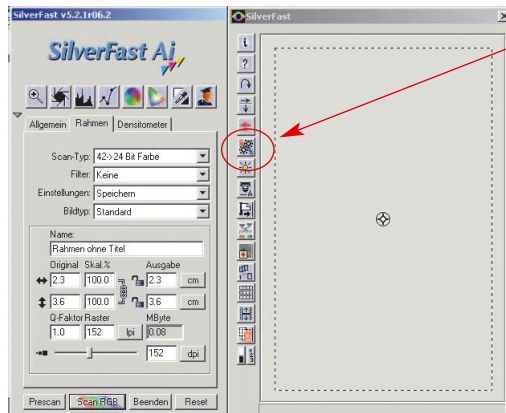 SilverFast v5.2.1r06.2
SilverFast Ai
Allgemein Rahmen Densitometer
Scan-Typ: 42->24 Bit Farbe
Filter: Keine
Einstellungen: Speichern
Bildtyp: Standard
Name:
Rahmen ohne Titel
Original Skal.% Ausgabe
2.3 100.0 2.3 cm
3.6 100.0 3.6 cm
Q-Faktor Raster MByte
1.0 152 lpi 0.08
152 dpi
Prescan Scan RGB Beenden Reset
SilverFast
i
?